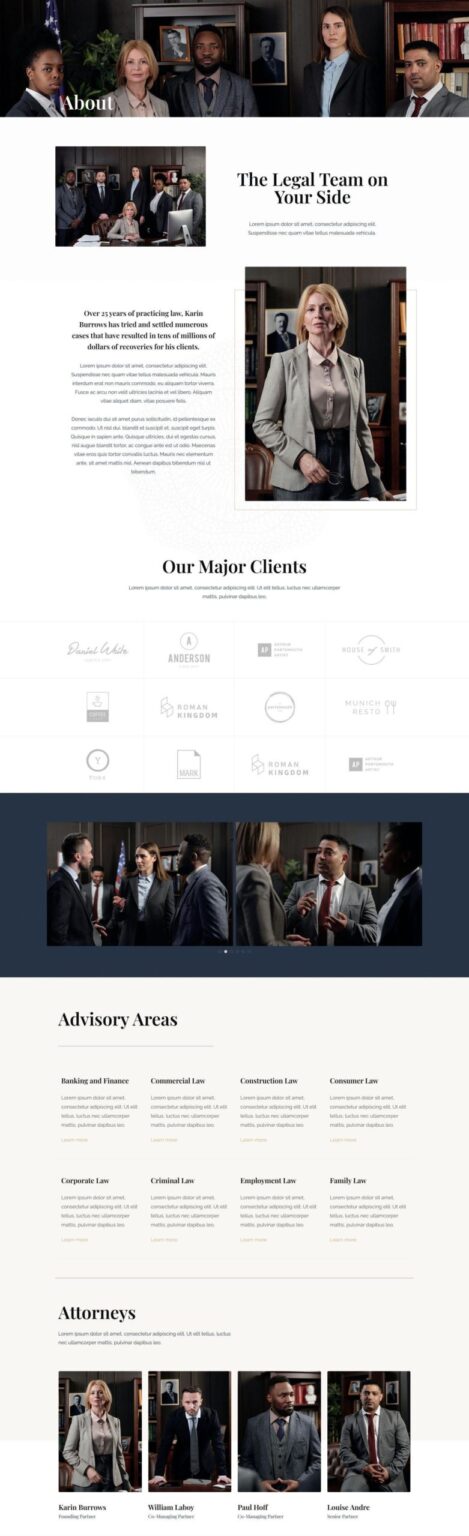 About
The Legal Team on
Your Side
Lorem ipsum dolor sit amet, consectetur adipiscing elit.
Suspendisse nec quam vitae tellus malesuada vehicula.
Over 25 years of practicing law, Karin
Burrows has tried and settled numerous
cases that have resulted in tens of millions of
dollars of recoveries for his clients.
Lorem ipsum dolor sit amet, consectetur adipiscing elit.
Suspendisse nec quam vitae tellus malesuada vehicula. Mauris
interdum erat non mauris commodo, eu aliquam tortor viverra.
Fusce ac arcu non velit ultricies lacinia et vel libero. Aliquam
vitae aliquet diam, vitae posuere felis.
Donec iaculis dui sit amet purus sollicitudin, id pellentesque ex
commodo. Ut nisl dui, blandit et suscipit et, suscipit eget turpis.
Quisque in sapien ante. Quisque ultricies, dui et egestas cursus,
nisl augue blandit tortor, ac congue ante est ut odio. Maecenas
vitae eros quis tortor convallis luctus. Mauris nec elementum
ante, sit amet mattis nisl. Aenean dapibus bibendum nisl ut
bibendum.
Our Major Clients
Lorem ipsum dolor sit amet, consectetur adipiscing elit. Ut elit tellus, luctus nec ullamcorper
mattis, pulvinar dapibus leo.
Daniel White
A
ANDERSON
AP
ARTHUR
PORTSMOUTH
ARTIST
HOUSE of SMITH
COFFEE
ROMAN
KINGDOM
MUNICH
RESTO
Y
MARK
ROMAN
KINGDOM
AP
ARTHUR
PORTSMOUTH
ARTIST
Advisory Areas
Banking and Finance
Lorem ipsum dolor sit amet,
consectetur adipiscing elit. Ut elit
tellus, luctus nec ullamcorper
mattis, pulvinar dapibus leo.
Learn more
Commercial Law
Lorem ipsum dolor sit amet,
consectetur adipiscing elit. Ut elit
tellus, luctus nec ullamcorper
mattis, pulvinar dapibus leo.
Learn more
Construction Law
Lorem ipsum dolor sit amet,
consectetur adipiscing elit. Ut elit
tellus, luctus nec ullamcorper
mattis, pulvinar dapibus leo.
Learn more
Consumer Law
Lorem ipsum dolor sit amet,
consectetur adipiscing elit. Ut elit
tellus, luctus nec ullamcorper
mattis, pulvinar dapibus leo.
Learn more
Corporate Law
Lorem ipsum dolor sit amet,
consectetur adipiscing elit. Ut elit
tellus, luctus nec ullamcorper
mattis, pulvinar dapibus leo.
Learn more
Criminal Law
Lorem ipsum dolor sit amet,
consectetur adipiscing elit. Ut elit
tellus, luctus nec ullamcorper
mattis, pulvinar dapibus leo.
Learn more
Employment Law
Lorem ipsum dolor sit amet,
consectetur adipiscing elit. Ut elit
tellus, luctus nec ullamcorper
mattis, pulvinar dapibus leo.
Learn more
Family Law
Lorem ipsum dolor sit amet,
consectetur adipiscing elit. Ut elit
tellus, luctus nec ullamcorper
mattis, pulvinar dapibus leo.
Learn more
Attorneys
Lorem ipsum dolor sit amet, consectetur adipiscing elit. Ut elit tellus, luctus
nec ullamcorper mattis, pulvinar dapibus leo.
Karin Burrows
Founding Partner
William Laboy
Co-Managing Partner
Paul Hoff
Co-Managing Partner
Louise Andre
Senior Partner